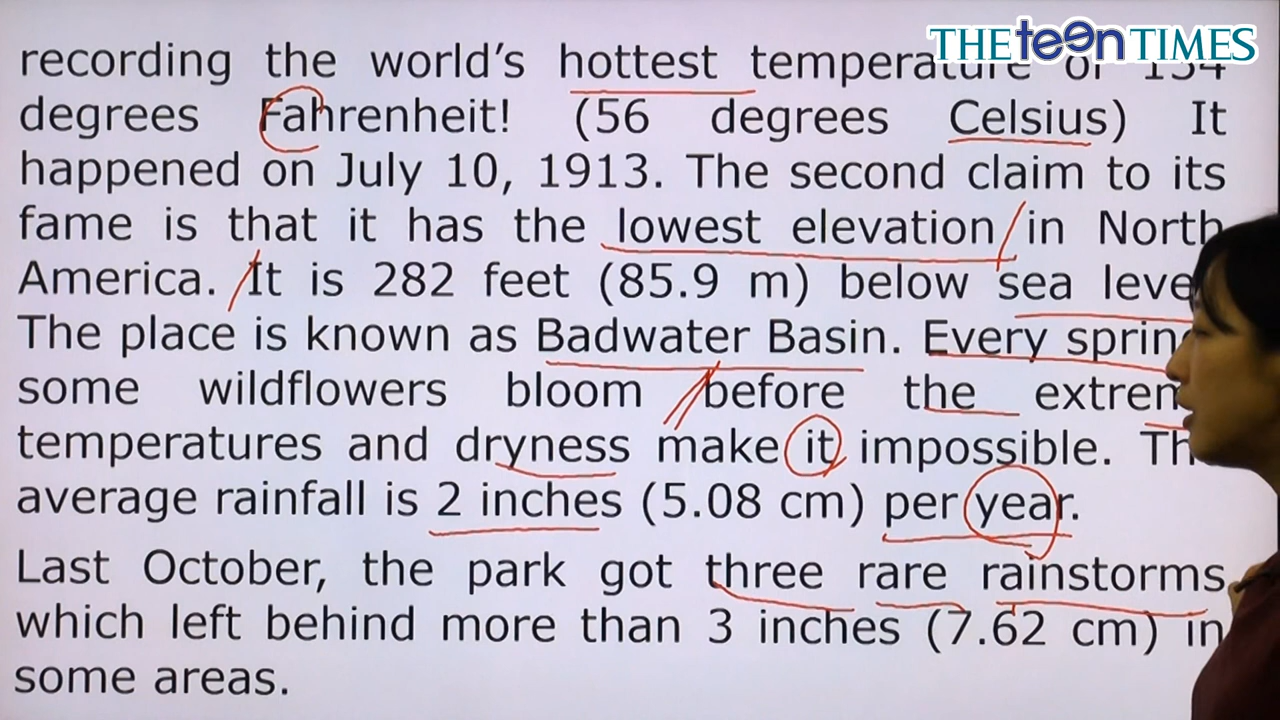 THE teen TIMES
recording the world's hottest temperature of 134
degrees Fahrenheit! (56 degrees Celsius) It
happened on July 10, 1913. The second claim to its
fame is that it has the lowest elevation in North
America. It is 282 feet (85.9 m) below sea level
The place is known as Badwater Basin. Every spring
some wildflowers bloom before the
temperatures and dryness make it impossible. The
average rainfall is 2 inches (5.08 cm) per year.
Last October, the park got three rare rainstorms
which left behind more than 3 inches (7.62 cm) in
some areas.